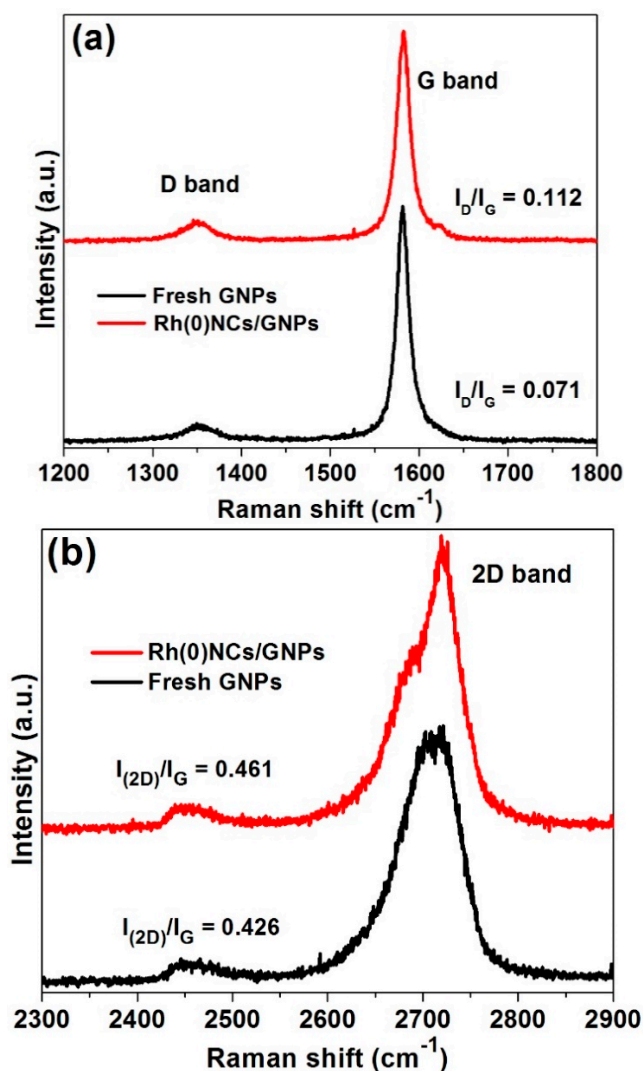 (a)
G band
D band
I_D/I_G = 0.112
Fresh GNPs
Rh(0)NCs/GNPs
I_D/I_G = 0.071
Intensity (a.u.)
1200 1300 1400 1500 1600 1700 1800
Raman shift (cm⁻¹)
(b)
2D band
Rh(0)NCs/GNPs
Fresh GNPs
I_(2D)/I_G = 0.461
I_(2D)/I_G = 0.426
Intensity (a.u.)
2300 2400 2500 2600 2700 2800 2900
Raman shift (cm⁻¹)